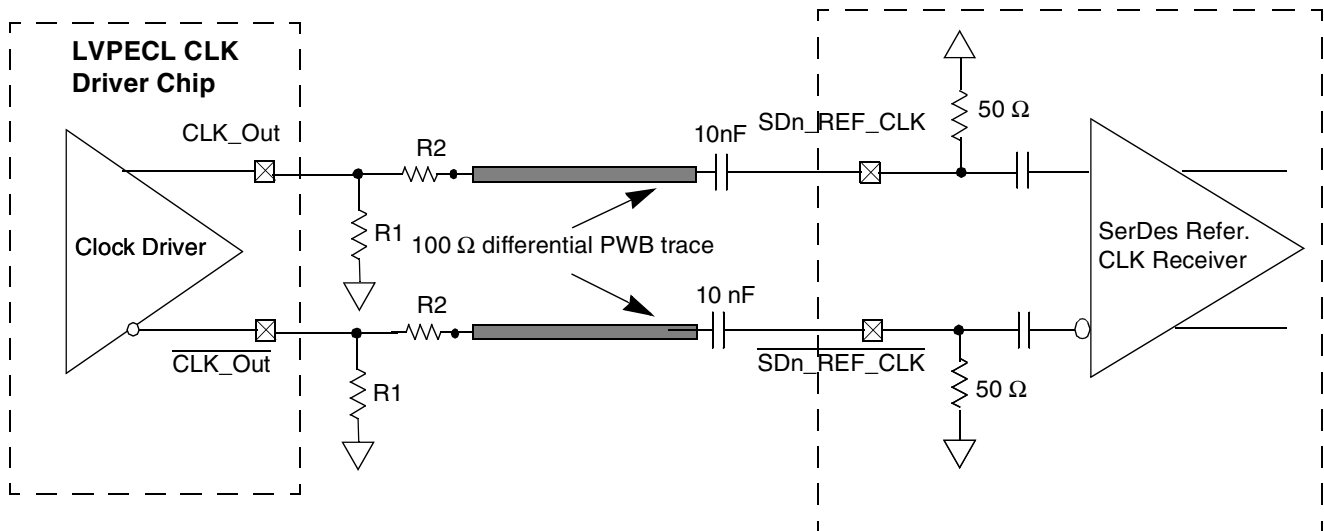 LVPECL CLK
Driver Chip
CLK_Out
R2
10nF
SDn_REF_CLK
50 Ω
Clock Driver
R1
100 Ω differential PWB trace
SerDes Refer.
CLK Receiver
R2
10 nF
CLK_Out
SDn_REF_CLK
R1
50 Ω